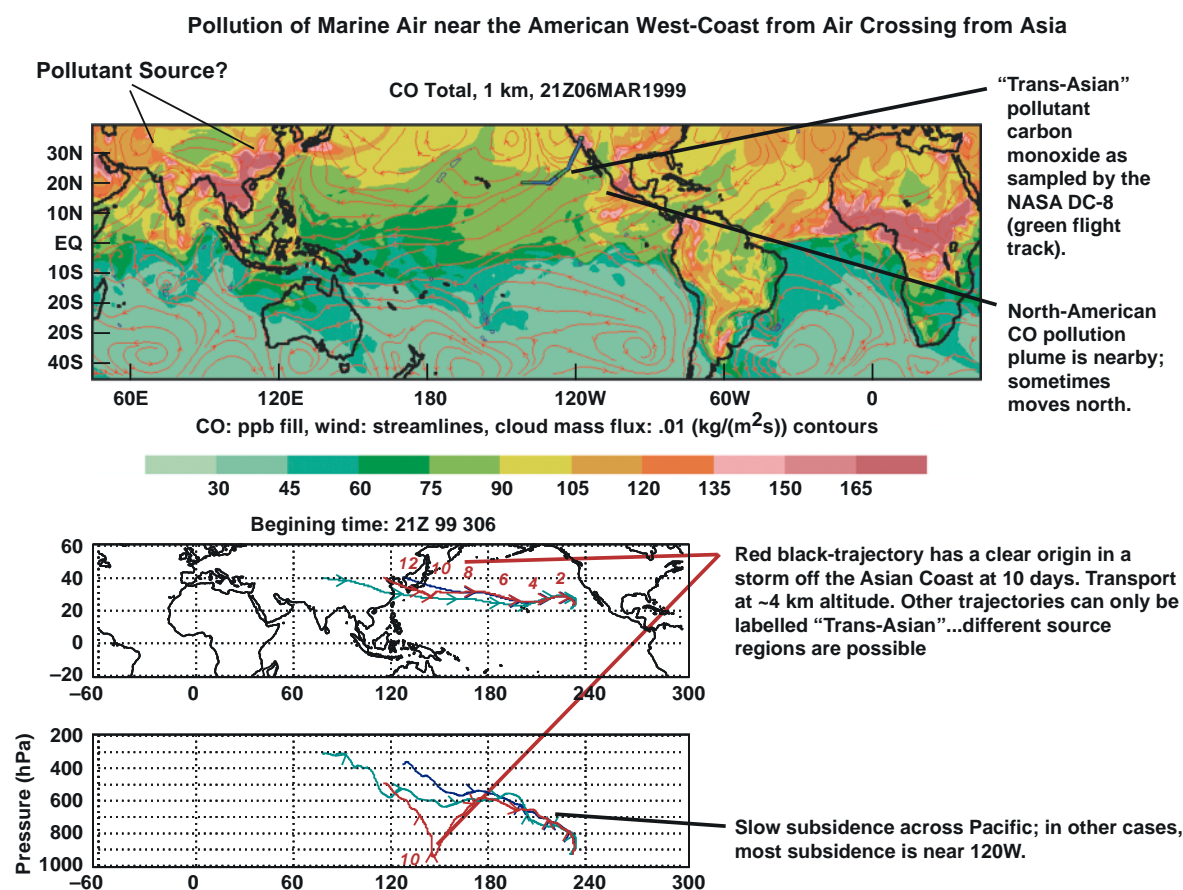 Pollution of Marine Air near the American West-Coast from Air Crossing from Asia
Pollutant Source?
CO Total, 1 km, 21Z06MAR1999
“Trans-Asian”
pollutant
carbon
monoxide as
sampled by the
NASA DC-8
(green flight
track).
North-American
CO pollution
plume is nearby;
sometimes
moves north.
30N
20N
10N
EQ
10S
20S
20S
40S
60E 120E 180 120W 60W 0
CO: ppb fill, wind: streamlines, cloud mass flux: .01 (kg/(m2s)) contours
30 45 60 75 90 105 120 135 150 165
Begining time: 21Z 99 306
60
40
20
0
–20
12 10 8 6 4 2
–60 0 60 120 180 240 300
Red black-trajectory has a clear origin in a
storm off the Asian Coast at 10 days. Transport
at ~4 km altitude. Other trajectories can only be
labelled “Trans-Asian”...different source
regions are possible
Pressure (hPa)
200
400
600
800
1000
10
–60 0 60 120 180 240 300
Slow subsidence across Pacific; in other cases,
most subsidence is near 120W.